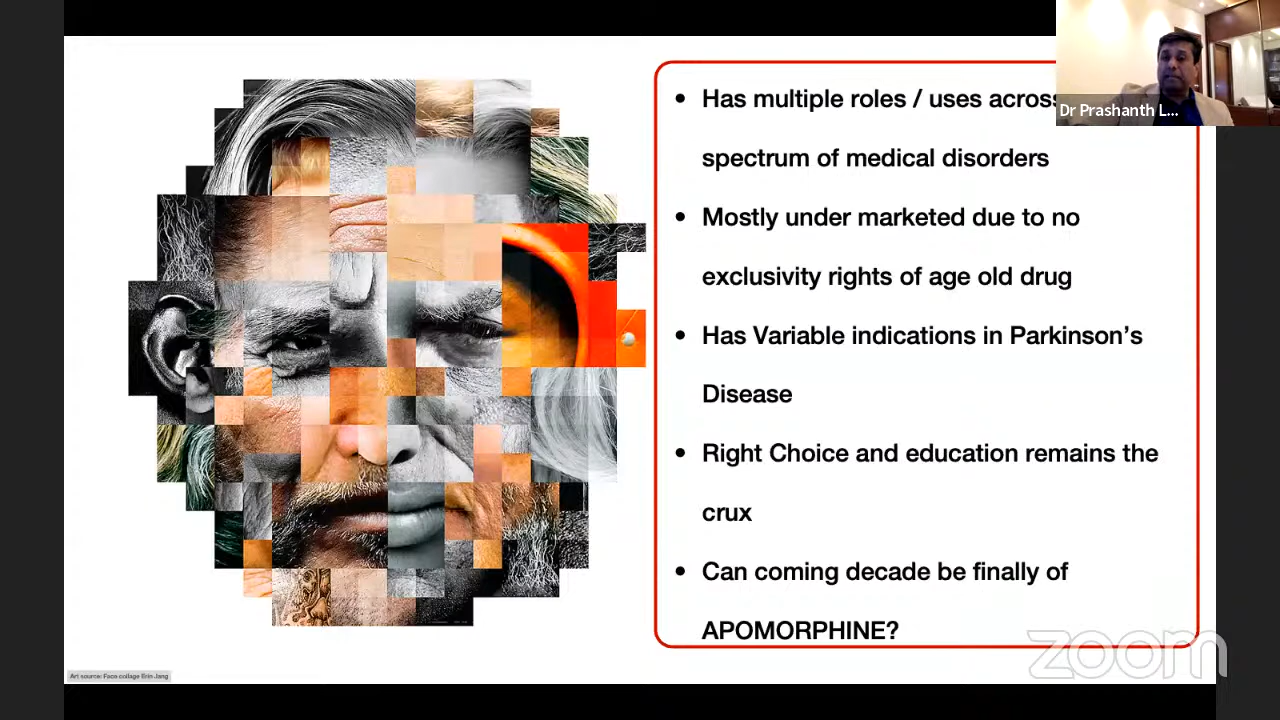 • Has multiple roles / uses across
spectrum of medical disorders
• Mostly under marketed due to no
exclusivity rights of age old drug
• Has Variable indications in Parkinson’s
Disease
• Right Choice and education remains the
crux
• Can coming decade be finally of
APOMORPHINE?
Dr Prashanth L...
zoom
Art source: Face collage Erin Jang